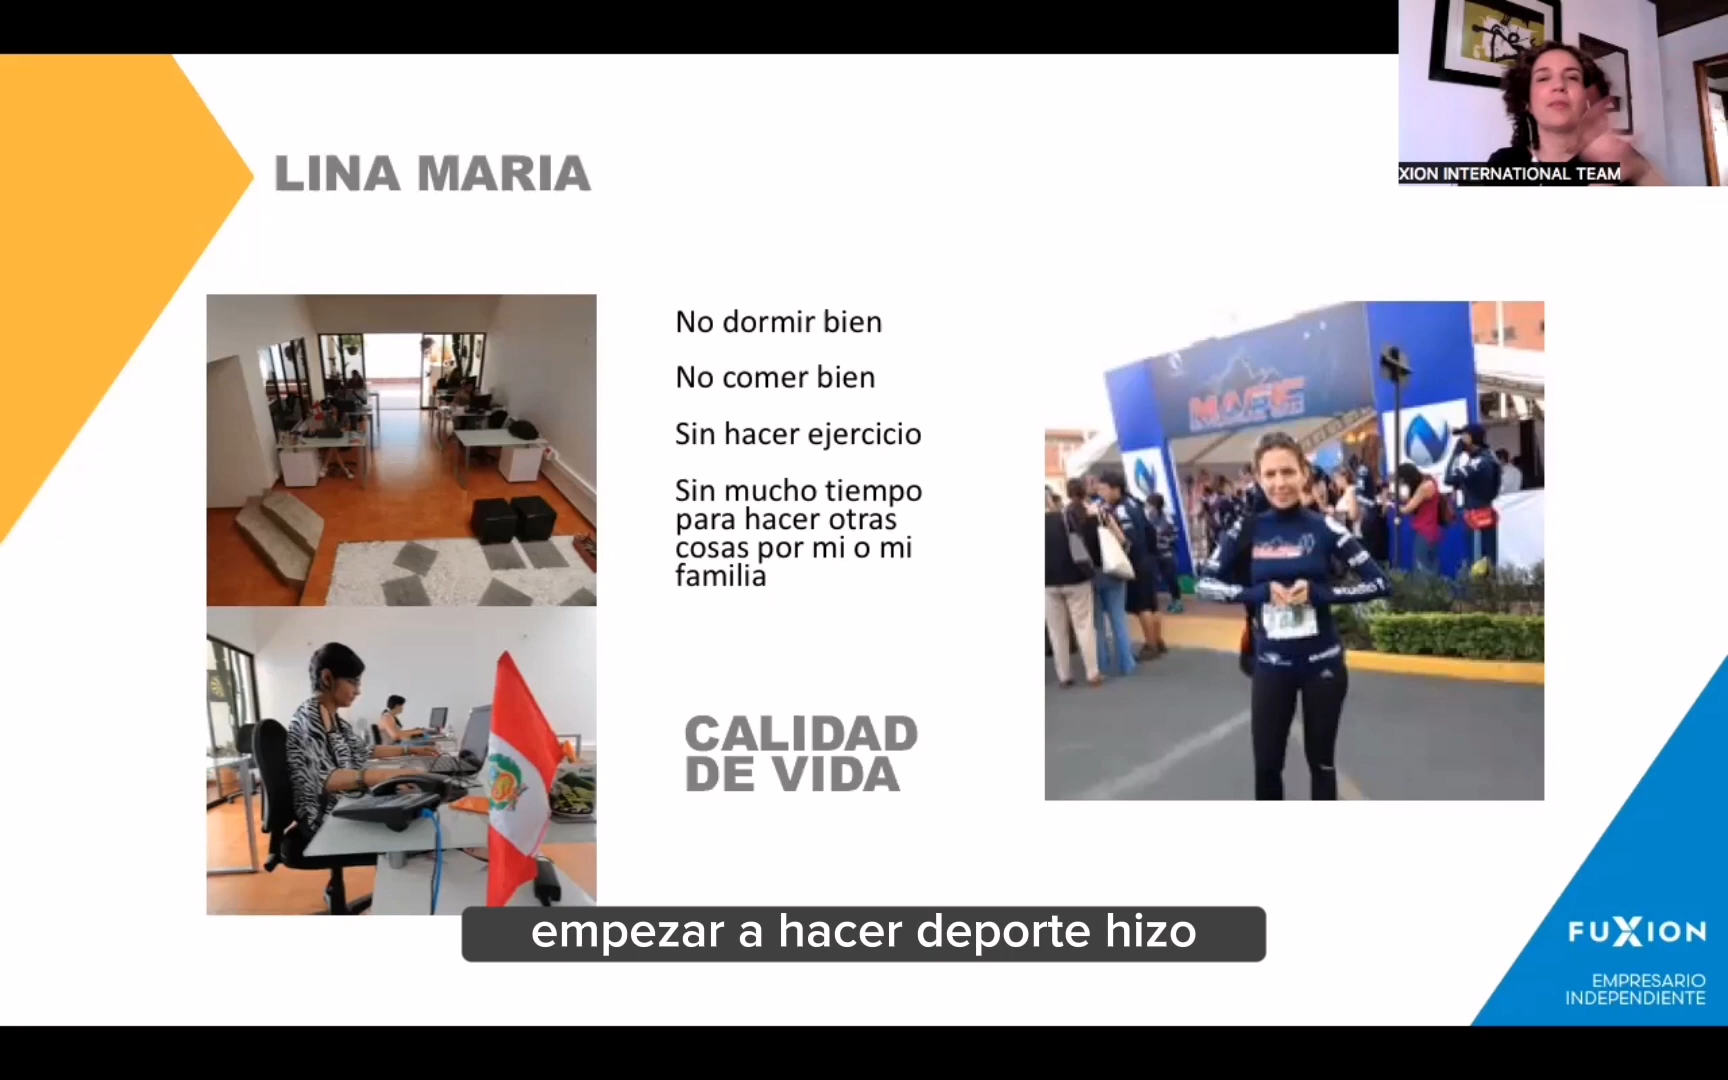 XION INTERNATIONAL TEAM
LINA MARIA
No dormir bien
No comer bien
Sin hacer ejercicio
Sin mucho tiempo
para hacer otras
cosas por mi o mi
familia
CALIDAD
DE VIDA
empezar a hacer deporte hizo
FUXION
EMPRESARIO
INDEPENDIENTE